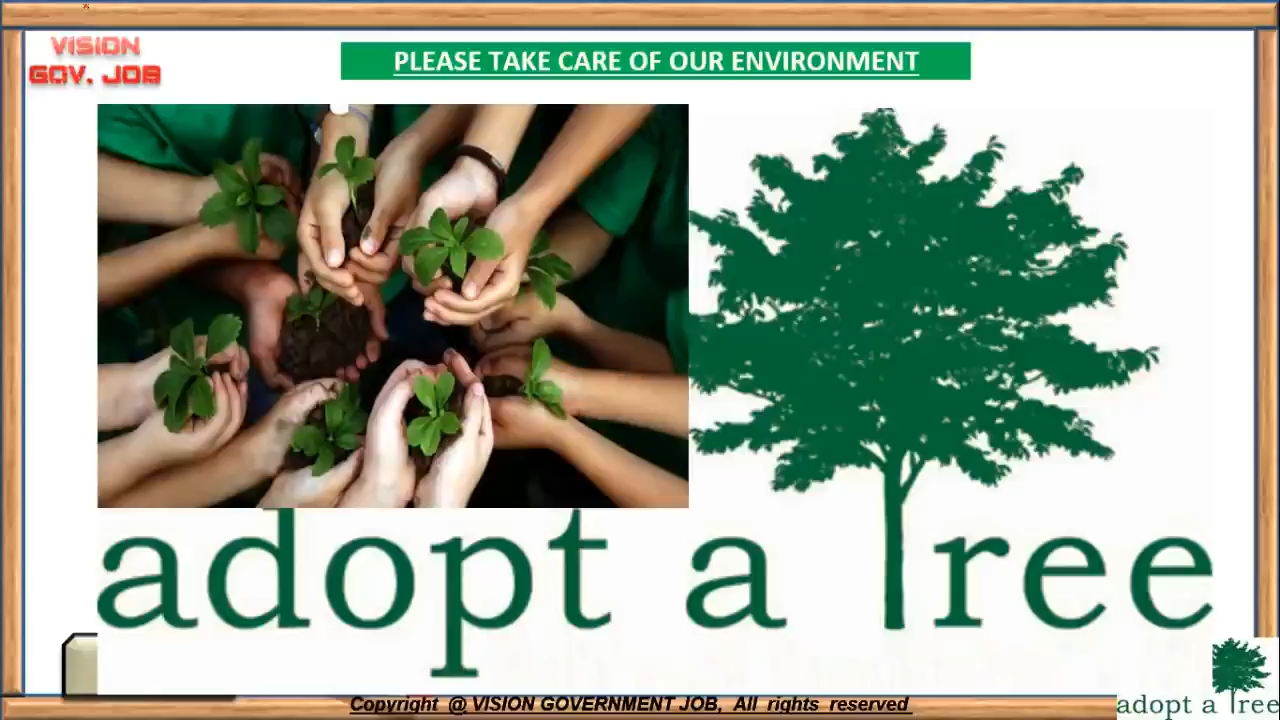 VISION
GOV. JOB
PLEASE TAKE CARE OF OUR ENVIRONMENT
adopt a Tree
Copyright @ VISION GOVERNMENT JOB, All rights reserved
adopt a Tree